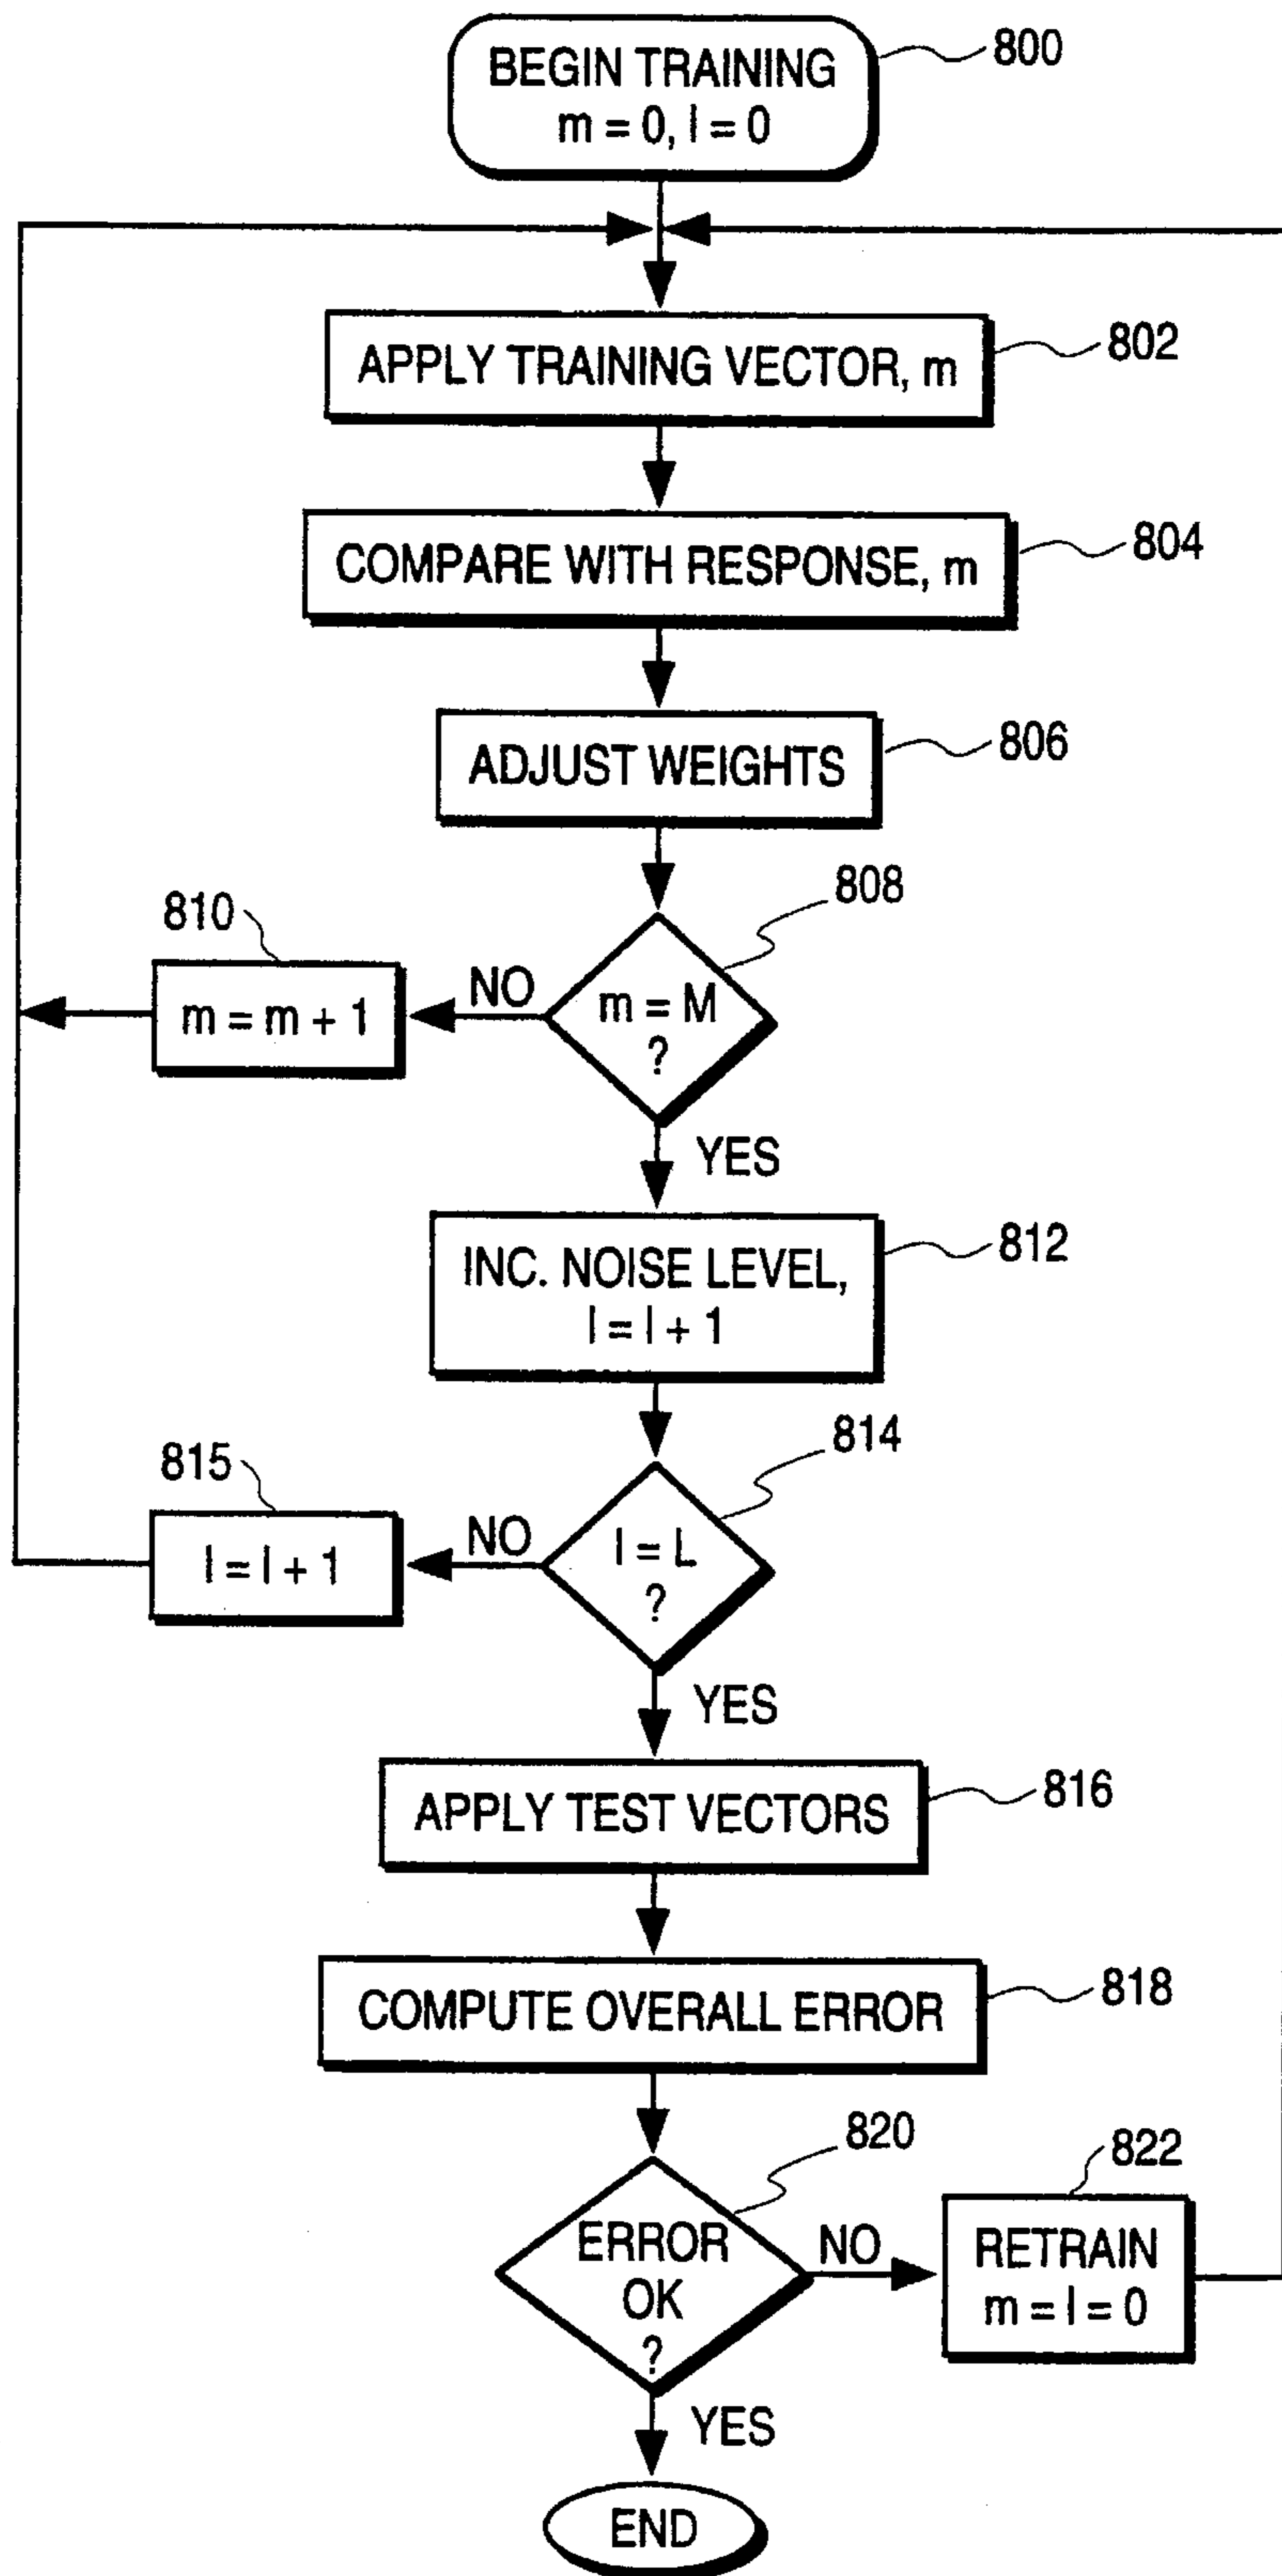 BEGIN TRAINING
m = 0, l = 0
800
APPLY TRAINING VECTOR, m
802
COMPARE WITH RESPONSE, m
804
ADJUST WEIGHTS
806
808
810
m = m + 1
NO
m = M
?
YES
INC. NOISE LEVEL,
l = l + 1
812
814
815
l = l + 1
NO
l = L
?
YES
APPLY TEST VECTORS
816
COMPUTE OVERALL ERROR
818
820
822
ERROR
OK
?
NO
RETRAIN
m = l = 0
YES
END